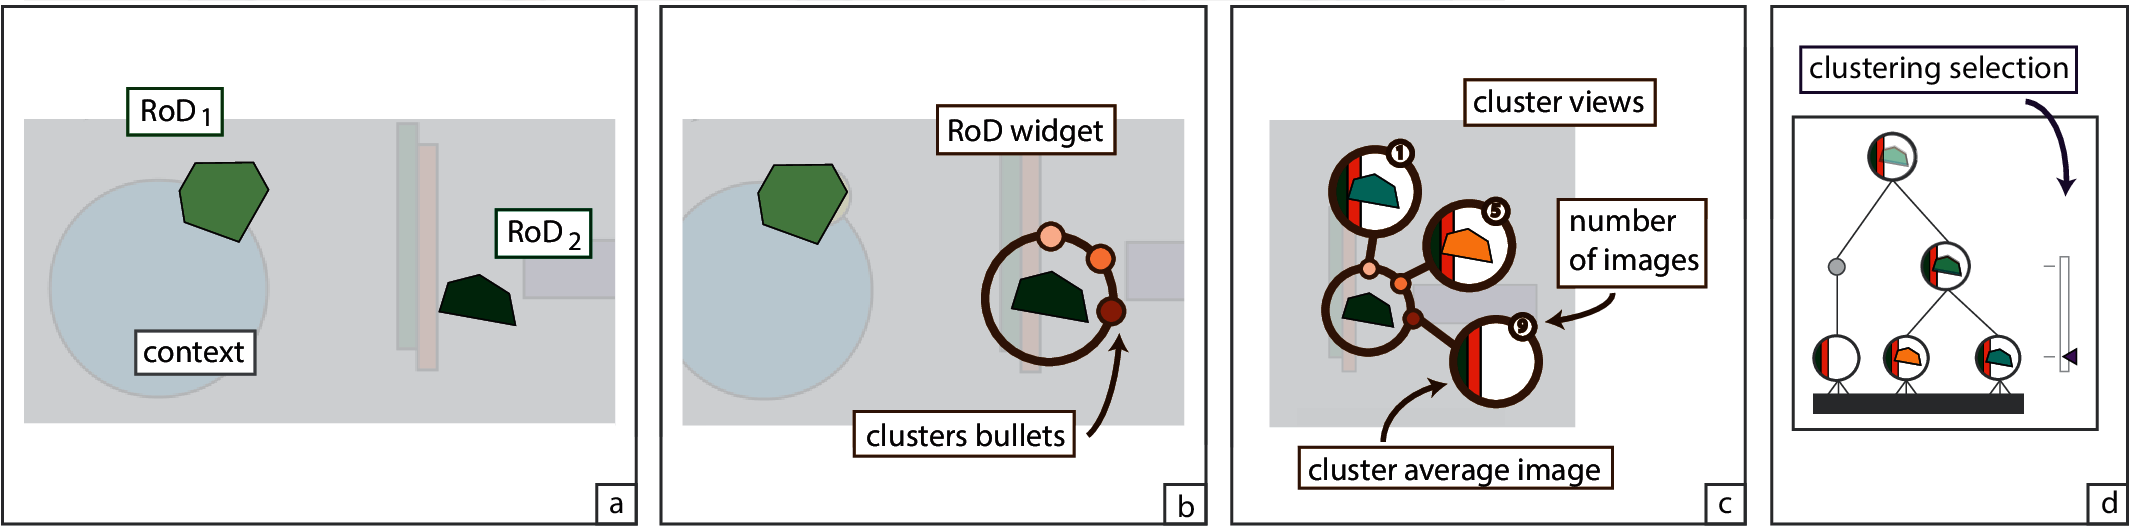 RoD 1
RoD 2
context
a
RoD widget
clusters bullets
b
cluster views
1
5
number
of images
9
cluster average image
c
clustering selection
d